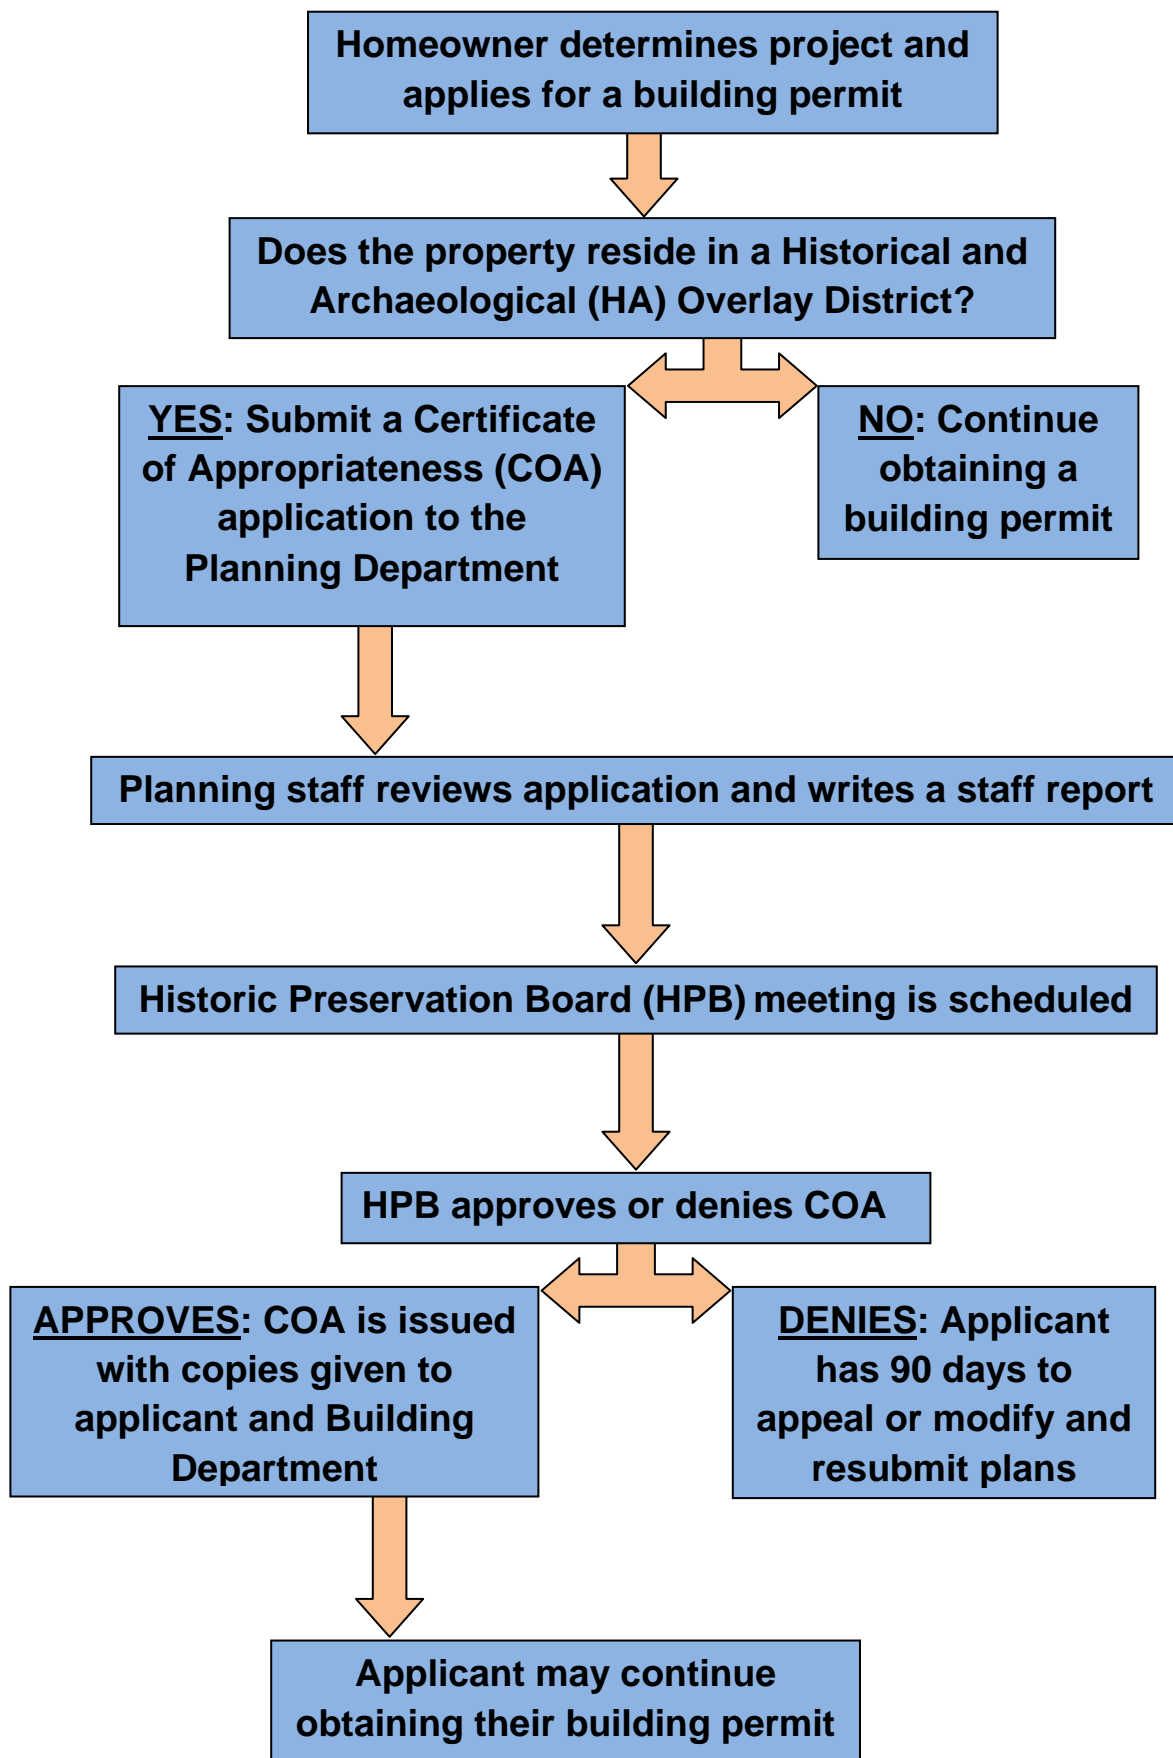 Homeowner determines project and
applies for a building permit
Does the property reside in a Historical and
Archaeological (HA) Overlay District?
YES: Submit a Certificate
of Appropriateness (COA)
application to the
Planning Department
NO: Continue
obtaining a
building permit
Planning staff reviews application and writes a staff report
Historic Preservation Board (HPB) meeting is scheduled
HPB approves or denies COA
APPROVES: COA is issued
with copies given to
applicant and Building
Department
DENIES: Applicant
has 90 days to
appeal or modify and
resubmit plans
Applicant may continue
obtaining their building permit